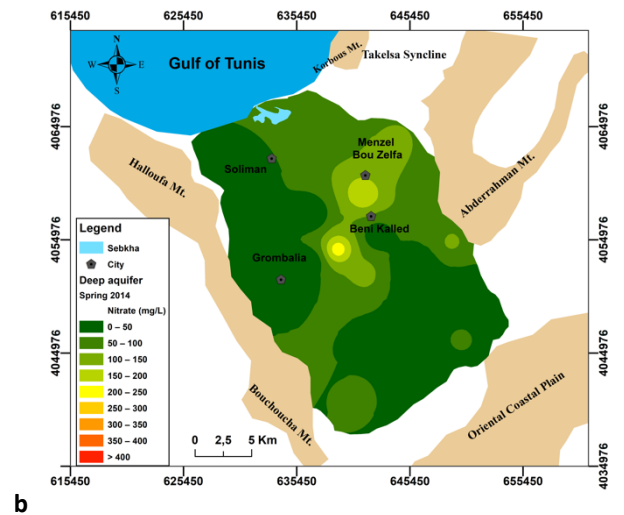 615450 625450 635450 645450 655450
Gulf of Tunis
N
W E
S
Korbous Mt.
Takelsa Syncline
4064976
4064976
Menzel
Bou Zelfa
Soliman
Halloufa Mt.
Abderrahman Mt.
Beni Kalled
4054976
4054976
Grombalia
Legend
Sebkha
City
Deep aquifer
Spring 2014
Nitrate (mg/L)
0 – 50
50 – 100
100 – 150
150 – 200
200 – 250
250 – 300
300 – 350
350 – 400
> 400
4044976
4044976
Bouchoucha Mt.
Oriental Coastal Plain
0 2,5 5 Km
4034976
615450 625450 635450 645450 655450
b